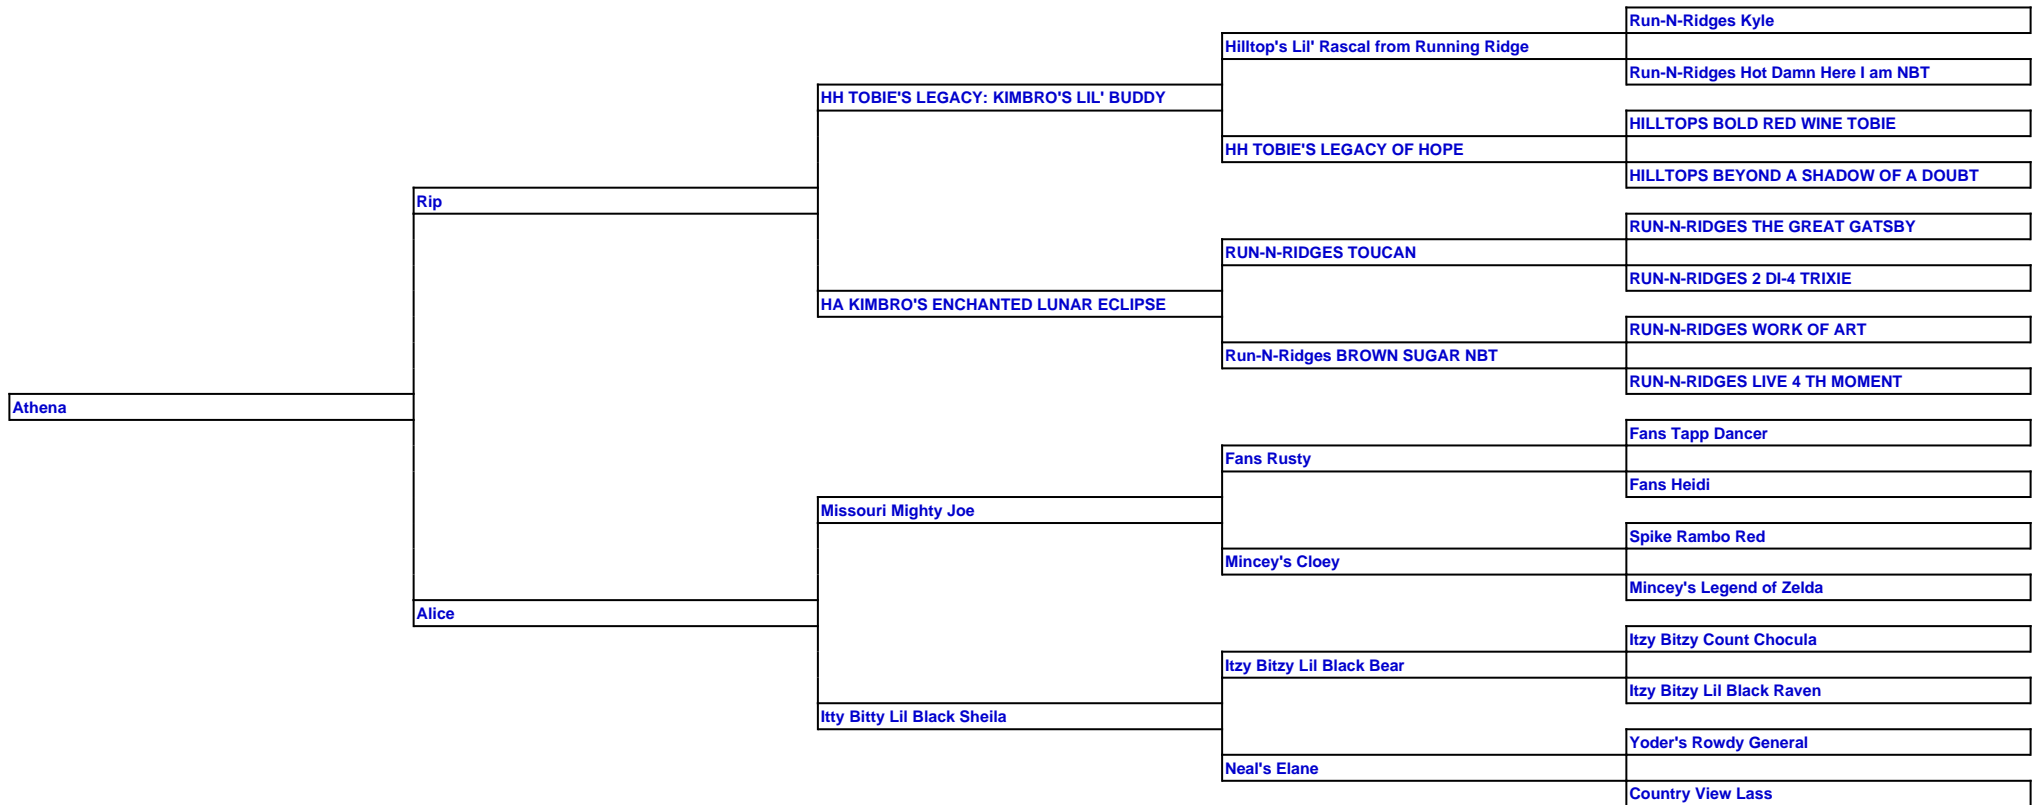 Run-N-Ridges Kyle
Hilltop's Lil' Rascal from Running Ridge
Run-N-Ridges Hot Damn Here I am NBT
HH TOBIE'S LEGACY: KIMBRO'S LIL' BUDDY
HILLTOPS BOLD RED WINE TOBIE
HH TOBIE'S LEGACY OF HOPE
HILLTOPS BEYOND A SHADOW OF A DOUBT
Rip
RUN-N-RIDGES THE GREAT GATSBY
RUN-N-RIDGES TOUCAN
RUN-N-RIDGES 2 DI-4 TRIXIE
HA KIMBRO'S ENCHANTED LUNAR ECLIPSE
RUN-N-RIDGES WORK OF ART
Run-N-Ridges BROWN SUGAR NBT
RUN-N-RIDGES LIVE 4 TH MOMENT
Athena
Fans Tapp Dancer
Fans Rusty
Fans Heidi
Missouri Mighty Joe
Spike Rambo Red
Mincey's Cloey
Mincey's Legend of Zelda
Alice
Itzy Bitzy Count Chocula
Itzy Bitzy Lil Black Bear
Itzy Bitzy Lil Black Raven
Itty Bitty Lil Black Sheila
Yoder's Rowdy General
Neal's Elane
Country View Lass